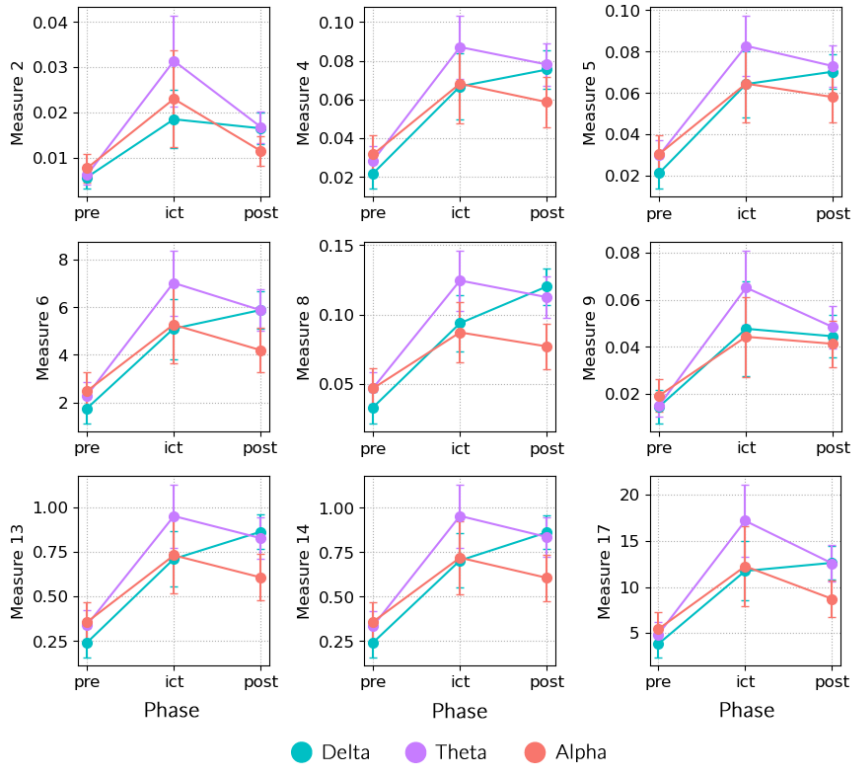 Measure 2
0.04
0.03
0.02
0.01
pre ict post
Measure 4
0.10
0.08
0.06
0.04
0.02
pre ict post
Measure 5
0.10
0.08
0.06
0.04
0.02
pre ict post
Measure 6
8
6
4
2
pre ict post
Measure 8
0.15
0.10
0.05
pre ict post
Measure 9
0.08
0.06
0.04
0.02
pre ict post
Measure 13
1.00
0.75
0.50
0.25
pre ict post
Phase
Measure 14
1.00
0.75
0.50
0.25
pre ict post
Phase
Measure 17
20
15
10
5
pre ict post
Phase
Delta Theta Alpha